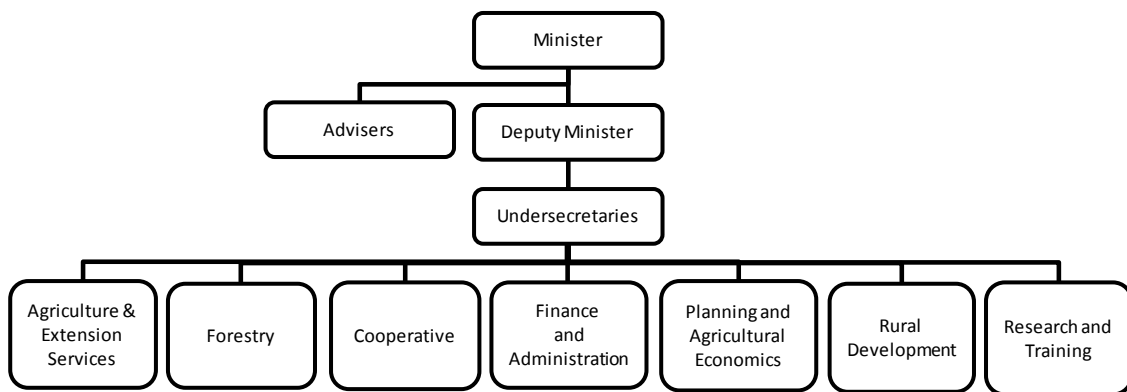 Minister
Advisers
Deputy Minister
Undersecretaries
Agriculture &
Extension
Services
Forestry
Cooperative
Finance
and
Administration
Planning and
Agricultural
Economics
Rural
Development
Research and
Training